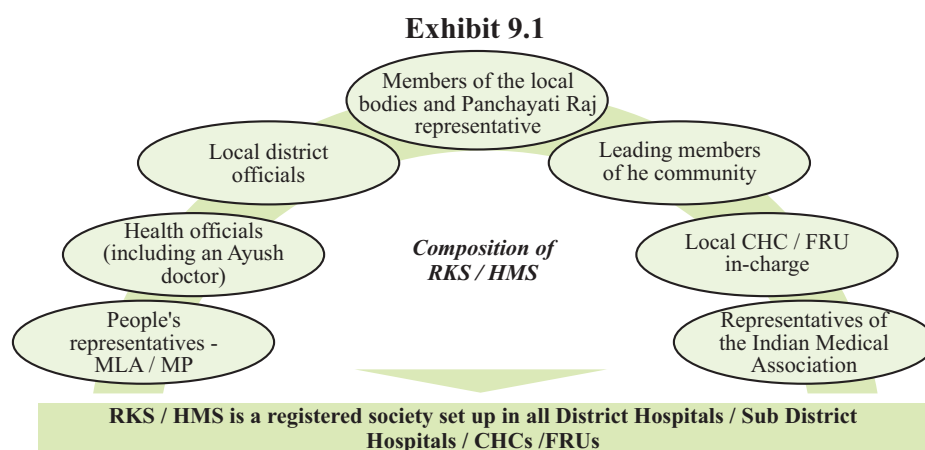 Exhibit 9.1
Members of the local
bodies and Panchayati Raj
representative
Local district
officials
Leading members
of he community
Health officials
(including an Ayush
doctor)
Composition of
RKS / HMS
Local CHC / FRU
in-charge
People's
representatives -
MLA / MP
Representatives of
the Indian Medical
Association
RKS / HMS is a registered society set up in all District Hospitals / Sub District
Hospitals / CHCs /FRUs